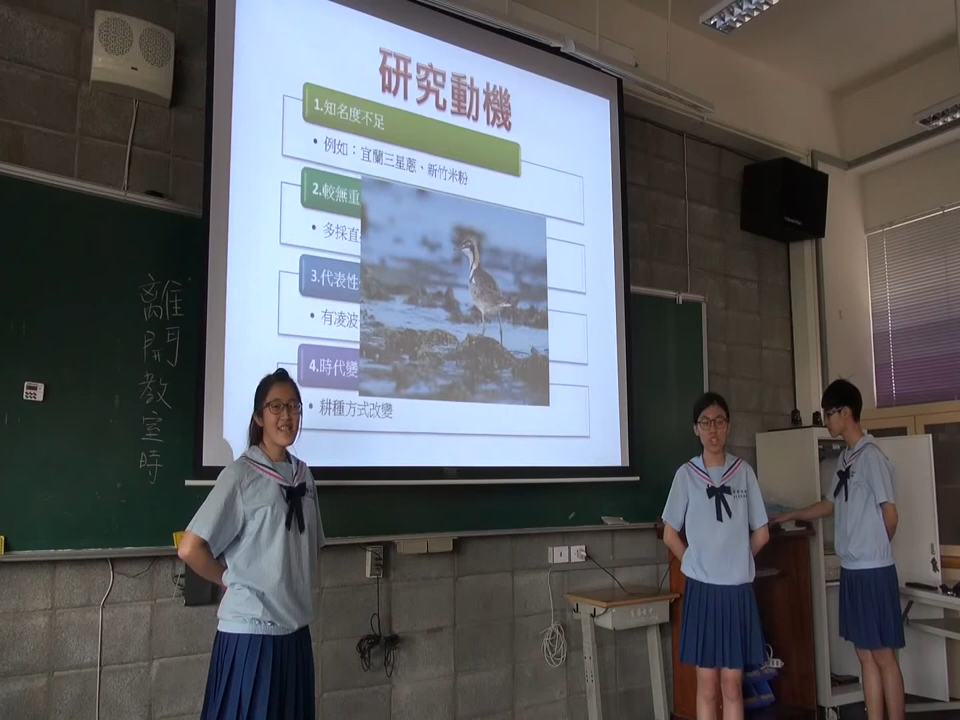 研究動機
1.知名度不足
• 例如：宜蘭三星蔥、新竹米粉
2.較無重
• 多採直
3.代表性
• 有凌波
4.時代變
• 耕種方式改變
離開教室時